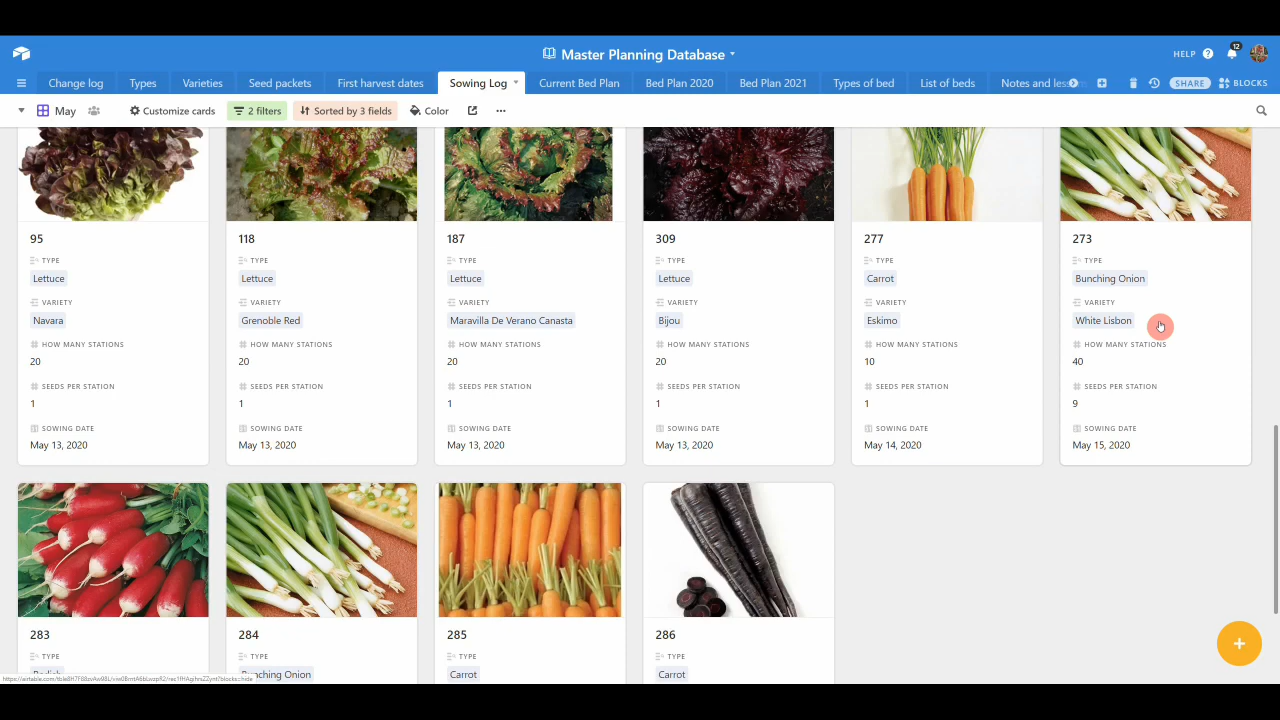 Master Planning Database
HELP
12
Change log Types Varieties Seed packets First harvest dates Sowing Log Current Bed Plan Bed Plan 2020 Bed Plan 2021 Types of bed List of beds Notes and less SHARE BLOCKS
May Customize cards 2 filters Sorted by 3 fields Color
95 118 187 309 277 273
TYPE TYPE TYPE TYPE TYPE TYPE
Lettuce Lettuce Lettuce Lettuce Carrot Bunching Onion
VARIETY VARIETY VARIETY VARIETY VARIETY VARIETY
Navara Grenoble Red Maravilla De Verano Canasta Bijou Eskimo White Lisbon
HOW MANY STATIONS HOW MANY STATIONS HOW MANY STATIONS HOW MANY STATIONS HOW MANY STATIONS HOW MANY STATIONS
20 20 20 20 10 40
SEEDS PER STATION SEEDS PER STATION SEEDS PER STATION SEEDS PER STATION SEEDS PER STATION SEEDS PER STATION
1 1 1 1 1 9
SOWING DATE SOWING DATE SOWING DATE SOWING DATE SOWING DATE SOWING DATE
May 13, 2020 May 13, 2020 May 13, 2020 May 13, 2020 May 14, 2020 May 15, 2020
283 284 285 286
TYPE TYPE TYPE TYPE
Radish Bunching Onion Carrot Carrot